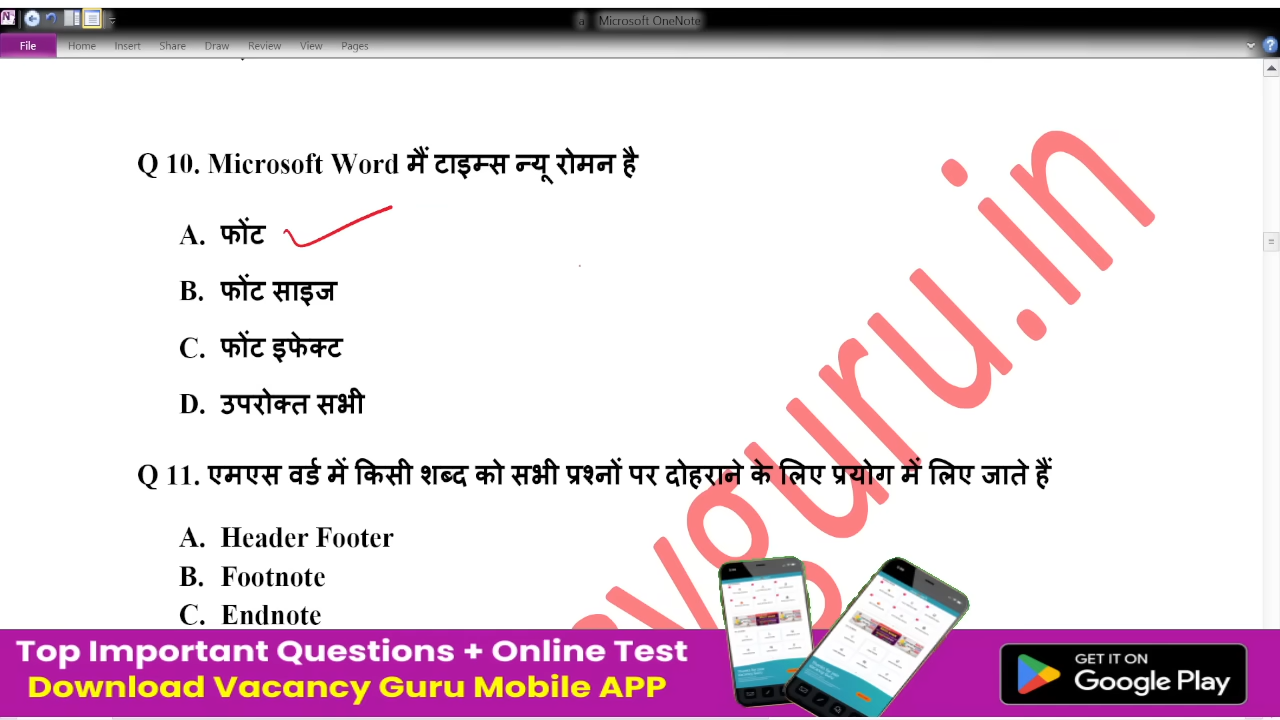 a Microsoft OneNote
File Home Insert Share Draw Review View Pages
Q 10. Microsoft Word मैं टाइम्स न्यू रोमन है
A. फोंट
B. फोंट साइज
C. फोंट इफेक्ट
D. उपरोक्त सभी
Q 11. एमएस वर्ड में किसी शब्द को सभी प्रश्नों पर दोहराने के लिए प्रयोग में लिए जाते हैं
A. Header Footer
B. Footnote
C. Endnote
Top Important Questions + Online Test
Download Vacancy Guru Mobile APP
GET IT ON
Google Play